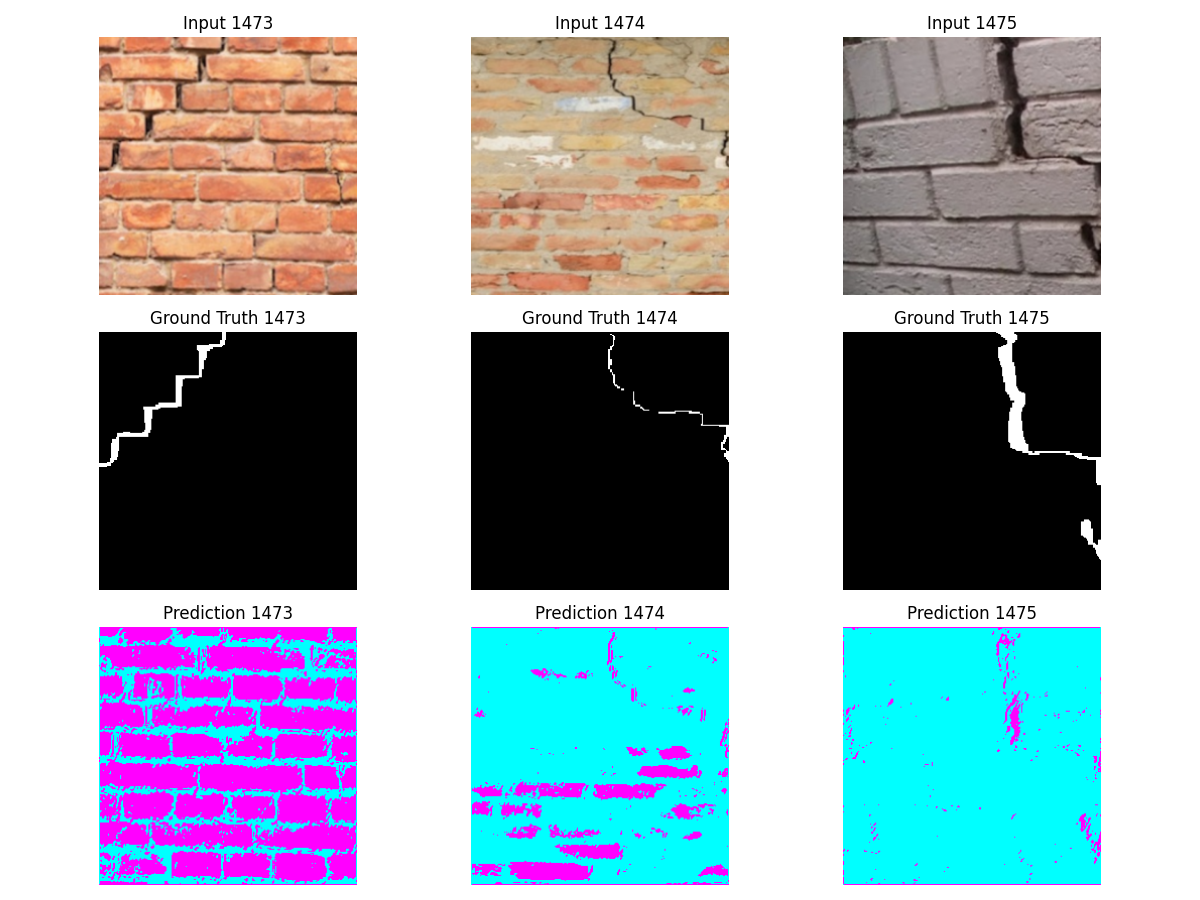 Input 1473
Input 1474
Input 1475
Ground Truth 1473
Ground Truth 1474
Ground Truth 1475
Prediction 1473
Prediction 1474
Prediction 1475